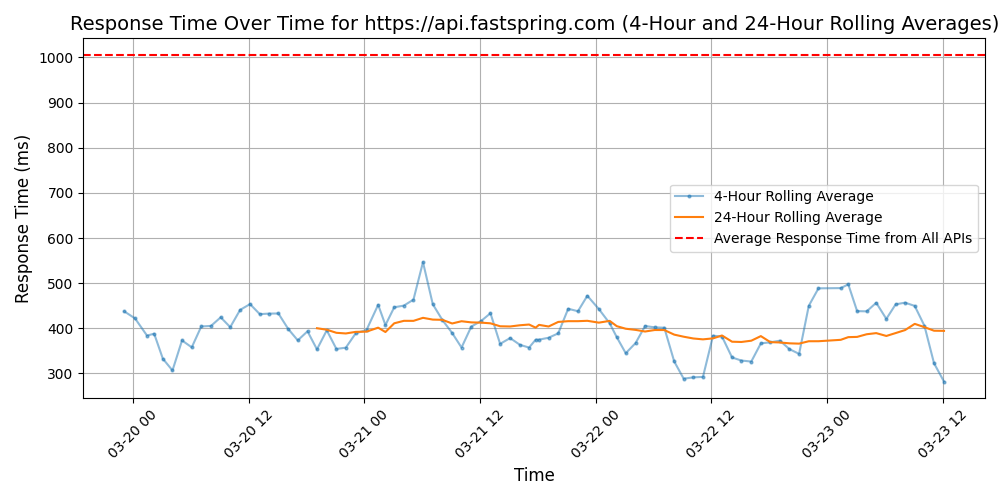 Response Time Over Time for https://api.fastspring.com (4-Hour and 24-Hour Rolling Averages)
Response Time (ms)
1000
900
800
700
600
500
400
300
4-Hour Rolling Average
24-Hour Rolling Average
Average Response Time from All APIs
03-20 00
03-20 12
03-21 00
03-21 12
03-22 00
03-22 12
03-23 00
03-23 12
Time